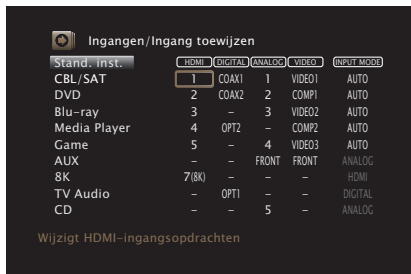 Ingangen/Ingang toewijzen
Stand. inst. HDMI DIGITAL ANALOG VIDEO INPUT MODE
CBL/SAT 1 COAX1 1 VIDEO1 AUTO
DVD 2 COAX2 2 COMP1 AUTO
Blu-ray 3 – 3 VIDEO2 AUTO
Media Player 4 OPT2 – COMP2 AUTO
Game 5 – 4 VIDEO3 AUTO
AUX – – FRONT FRONT ANALOG
8K 7(8K) – – – HDMI
TV Audio – OPT1 – – DIGITAL
CD – – 5 – ANALOG
Wijzigt HDMI-ingangsopdrachten